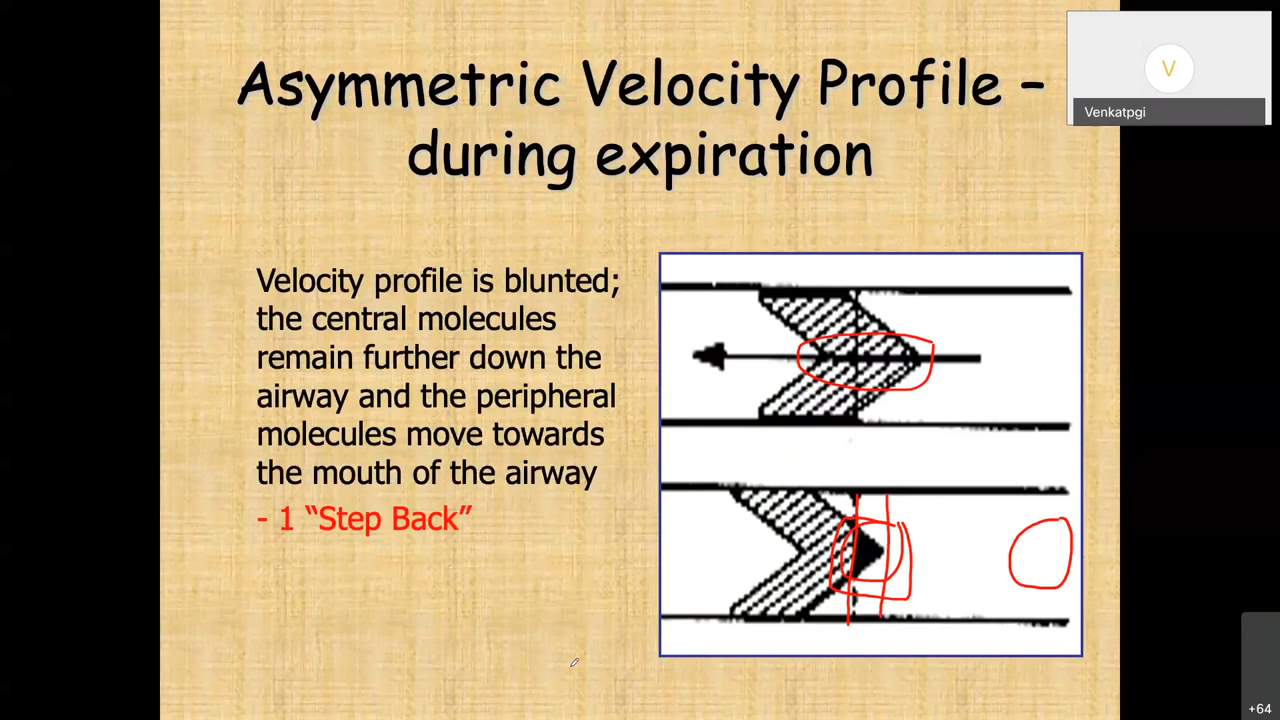 Asymmetric Velocity Profile –
during expiration
V
Venkatpgi
Velocity profile is blunted;
the central molecules
remain further down the
airway and the peripheral
molecules move towards
the mouth of the airway
- 1 “Step Back”
+64